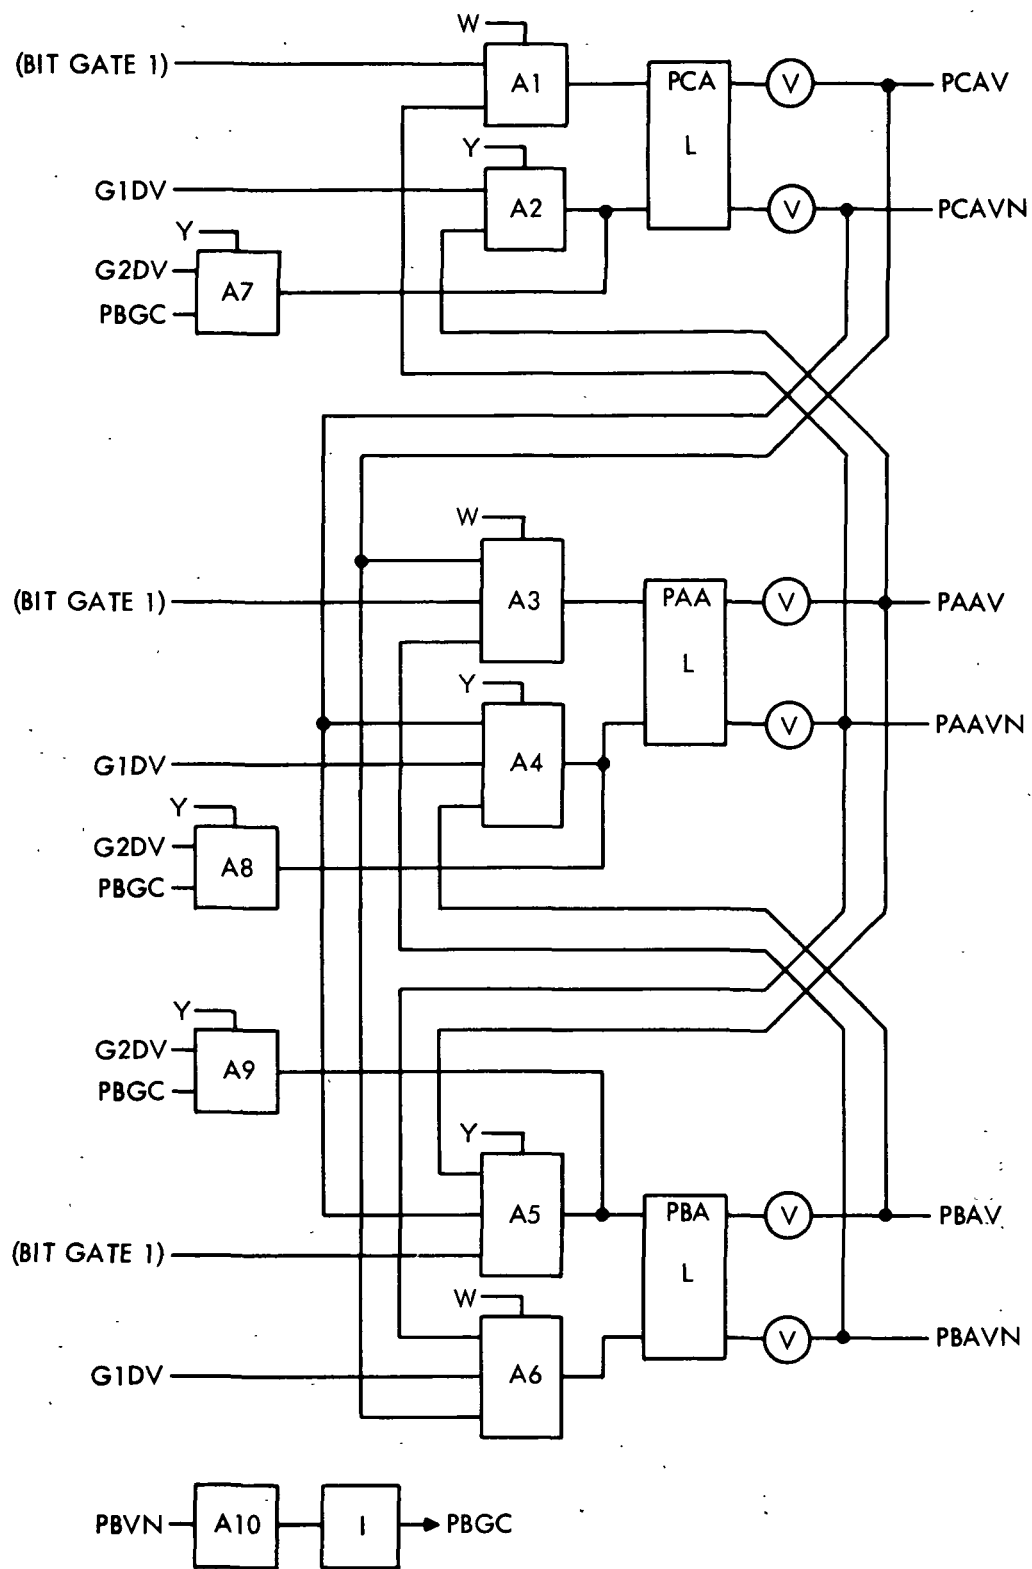 W
(BIT GATE 1)
A1
PCA
L
V
PCAV
Y
G1DV
A2
V
PCAVN
Y
G2DV
PBGC
A7
W
(BIT GATE 1)
A3
PAA
L
V
PAAV
Y
G1DV
A4
V
PAAVN
Y
G2DV
PBGC
A8
Y
G2DV
PBGC
A9
Y
(BIT GATE 1)
A5
PBA
L
V
PBAV
W
G1DV
A6
V
PBAVN
PBVN
A10
I
PBGC